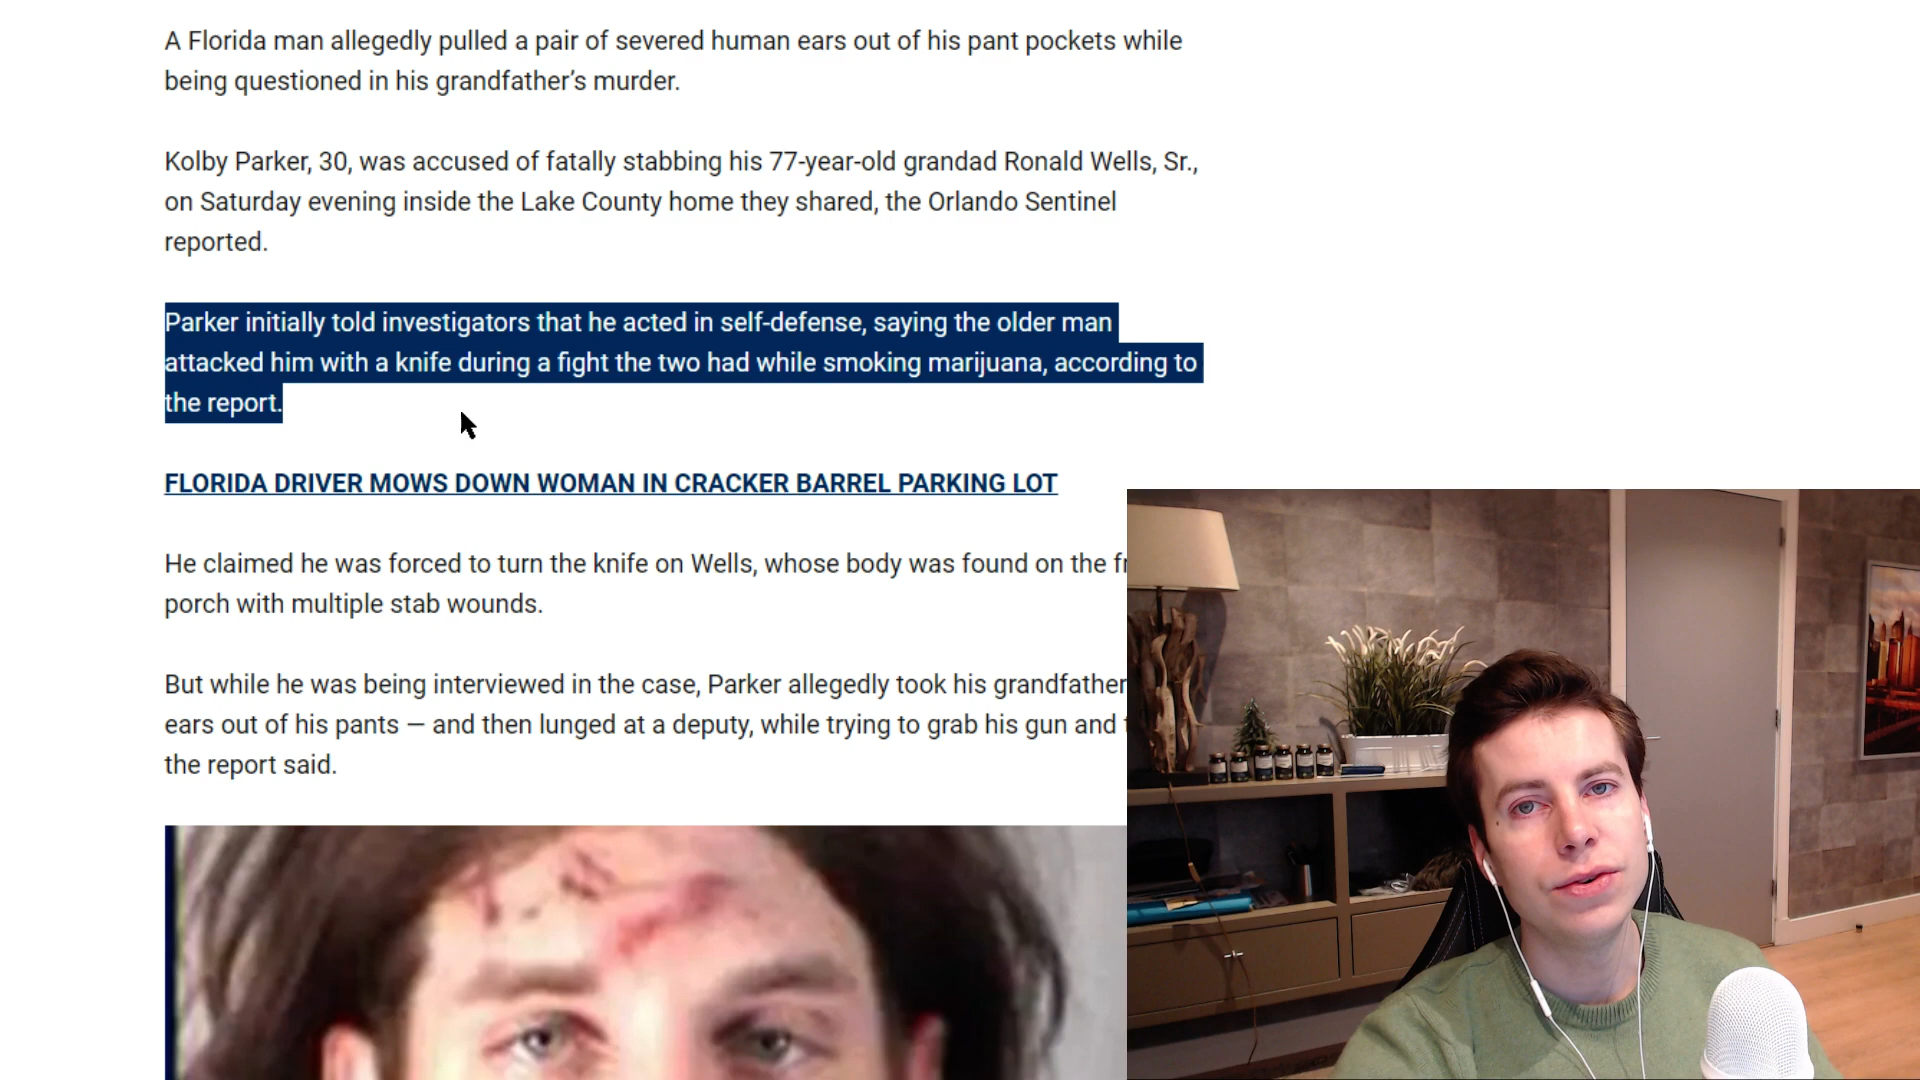 A Florida man allegedly pulled a pair of severed human ears out of his pant pockets while
being questioned in his grandfather’s murder.
Kolby Parker, 30, was accused of fatally stabbing his 77-year-old grandad Ronald Wells, Sr.,
on Saturday evening inside the Lake County home they shared, the Orlando Sentinel
reported.
Parker initially told investigators that he acted in self-defense, saying the older man
attacked him with a knife during a fight the two had while smoking marijuana, according to
the report.
FLORIDA DRIVER MOWS DOWN WOMAN IN CRACKER BARREL PARKING LOT
He claimed he was forced to turn the knife on Wells, whose body was found on the
porch with multiple stab wounds.
But while he was being interviewed in the case, Parker allegedly took his grandfather
ears out of his pants — and then lunged at a deputy, while trying to grab his gun and
the report said.